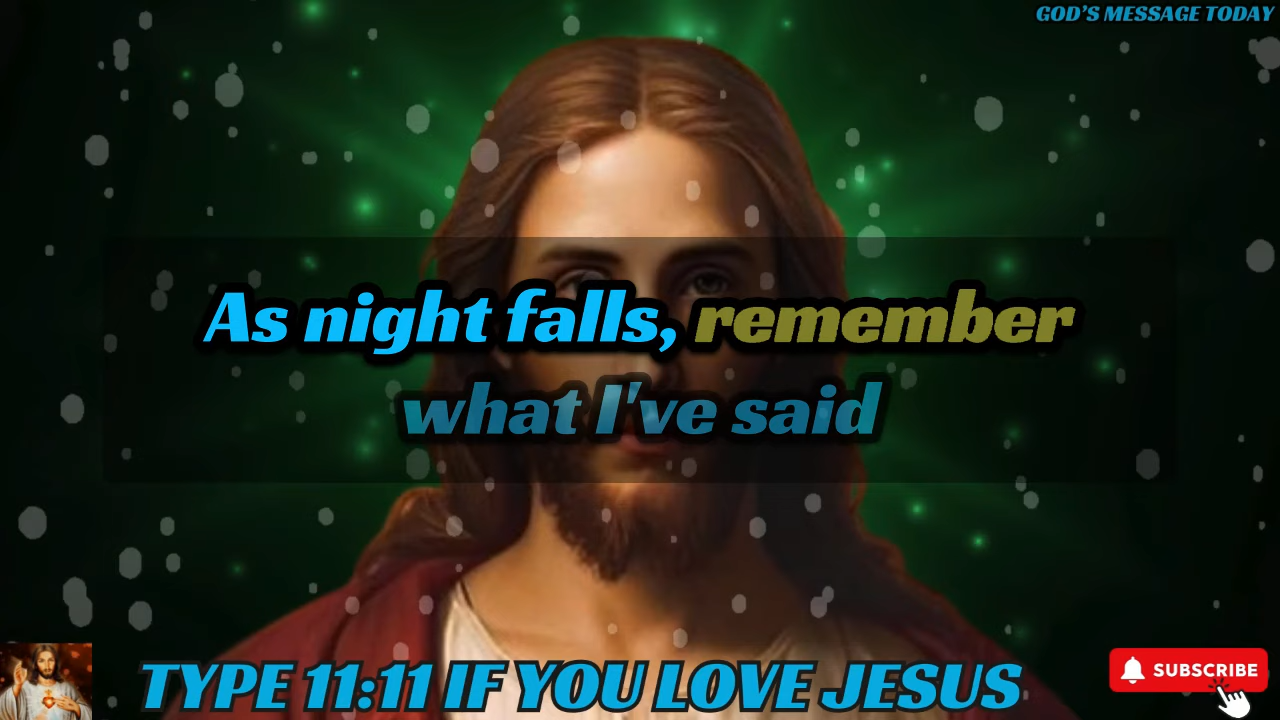 GOD'S MESSAGE TODAY
As night falls, remember
what I've said
TYPE 11:11 IF YOU LOVE JESUS
SUBSCRIBE